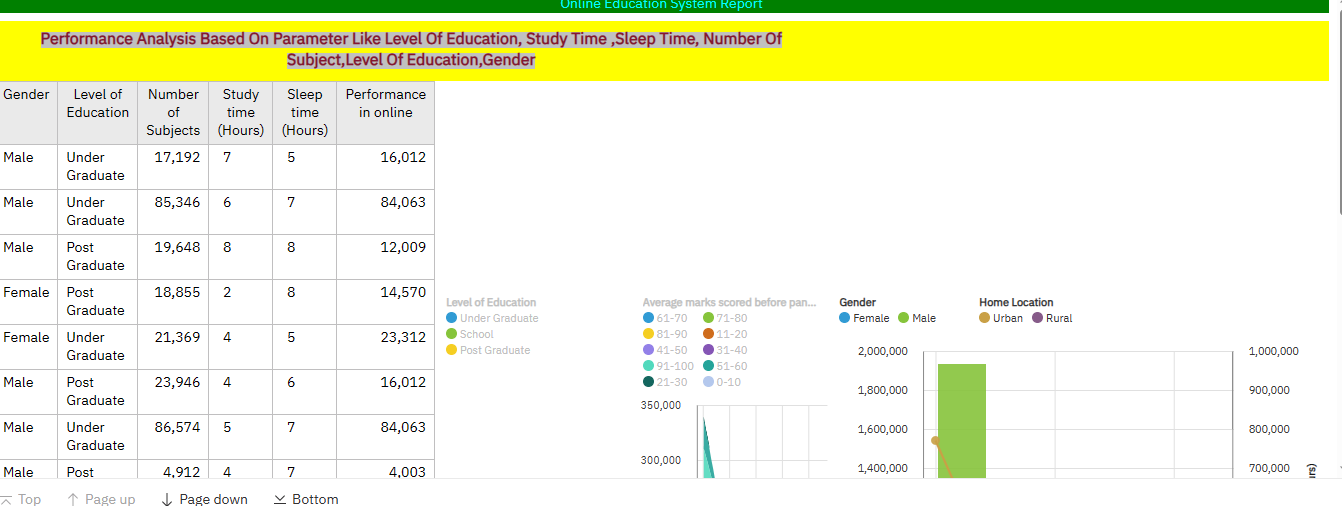 Online Education System Report
Performance Analysis Based On Parameter Like Level Of Education, Study Time ,Sleep Time, Number Of
Subject,Level Of Education,Gender
Gender Level of Education Number of Subjects Study time (Hours) Sleep time (Hours) Performance in online
Male Under Graduate 17,192 7 5 16,012
Male Under Graduate 85,346 6 7 84,063
Male Post Graduate 19,648 8 8 12,009
Female Post Graduate 18,855 2 8 14,570
Female Under Graduate 21,369 4 5 23,312
Male Post Graduate 23,946 4 6 16,012
Male Under Graduate 86,574 5 7 84,063
Male Post 4,912 4 7 4,003
Level of Education
Under Graduate
School
Post Graduate
Average marks scored before pan...
61-70 71-80
81-90 11-20
41-50 31-40
91-100 51-60
21-30 0-10
350,000
300,000
Gender
Female Male
Home Location
Urban Rural
2,000,000
1,800,000
1,600,000
1,400,000
1,000,000
900,000
800,000
700,000
rs)
Top Page up Page down Bottom